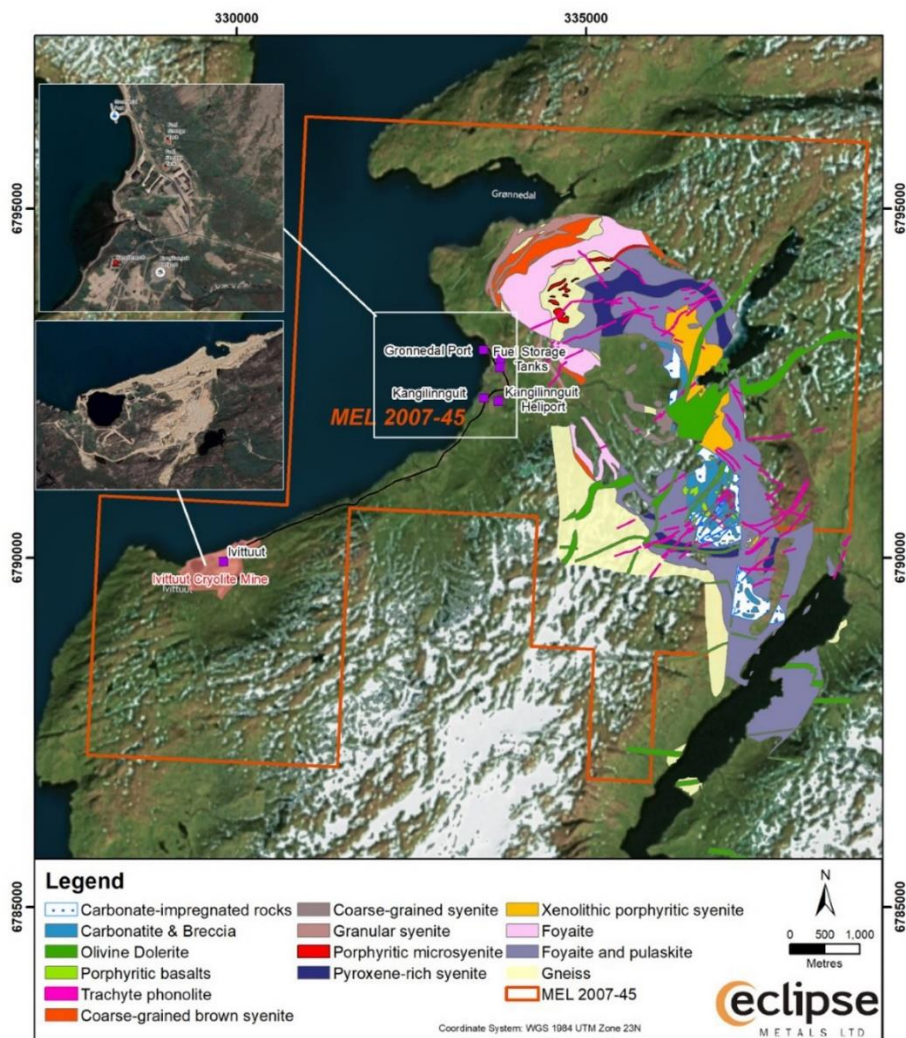 330000
335000
6795000
6795000
Grønnedal
Gronnedal Port
Fuel Storage
Tanks
Kangilinnguit
Kangilinnguit
Heliport
MEL 2007-45
6790000
6790000
Ivittuut
Ivittuut Cryolite Mine
Ivittuut
6785000
6785000
Legend
Carbonate-impregnated rocks
Carbonatite & Breccia
Olivine Dolerite
Porphyritic basalts
Trachyte phonolite
Coarse-grained brown syenite
Coarse-grained syenite
Granular syenite
Porphyritic microsyenite
Pyroxene-rich syenite
Xenolithic porphyritic syenite
Foyaite
Foyaite and pulaskite
Gneiss
MEL 2007-45
N
0 500 1,000
Metres
Coordinate System: WGS 1984 UTM Zone 23N
eclipse
METALS LTD